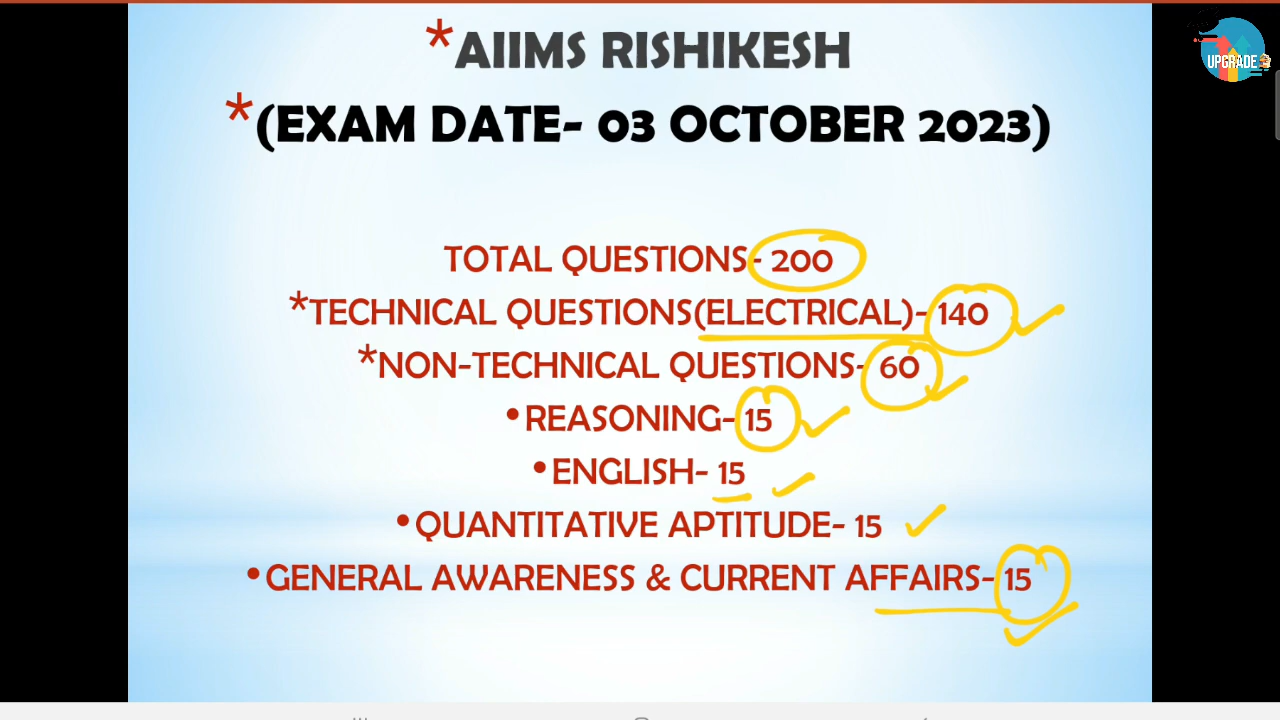 UPGRADE
*AIIMS RISHIKESH
*(EXAM DATE- 03 OCTOBER 2023)
TOTAL QUESTIONS- 200
*TECHNICAL QUESTIONS(ELECTRICAL)- 140
*NON-TECHNICAL QUESTIONS- 60
•REASONING- 15
•ENGLISH- 15
•QUANTITATIVE APTITUDE- 15
•GENERAL AWARENESS & CURRENT AFFAIRS- 15